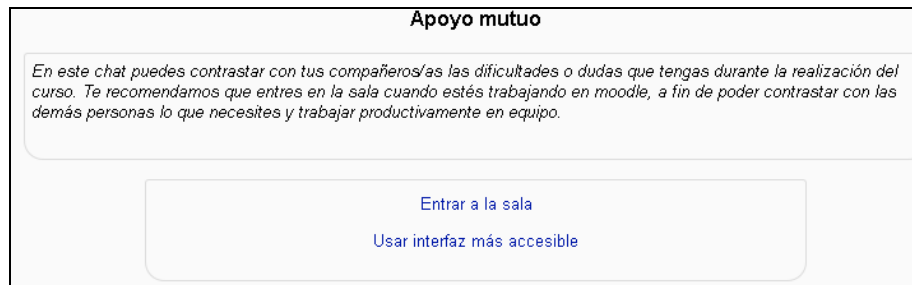 Apoyo mutuo
En este chat puedes contrastar con tus compañeros/as las dificultades o dudas que tengas durante la realización del
curso. Te recomendamos que entres en la sala cuando estés trabajando en moodle, a fin de poder contrastar con las
demás personas lo que necesites y trabajar productivamente en equipo.
Entrar a la sala
Usar interfaz más accesible